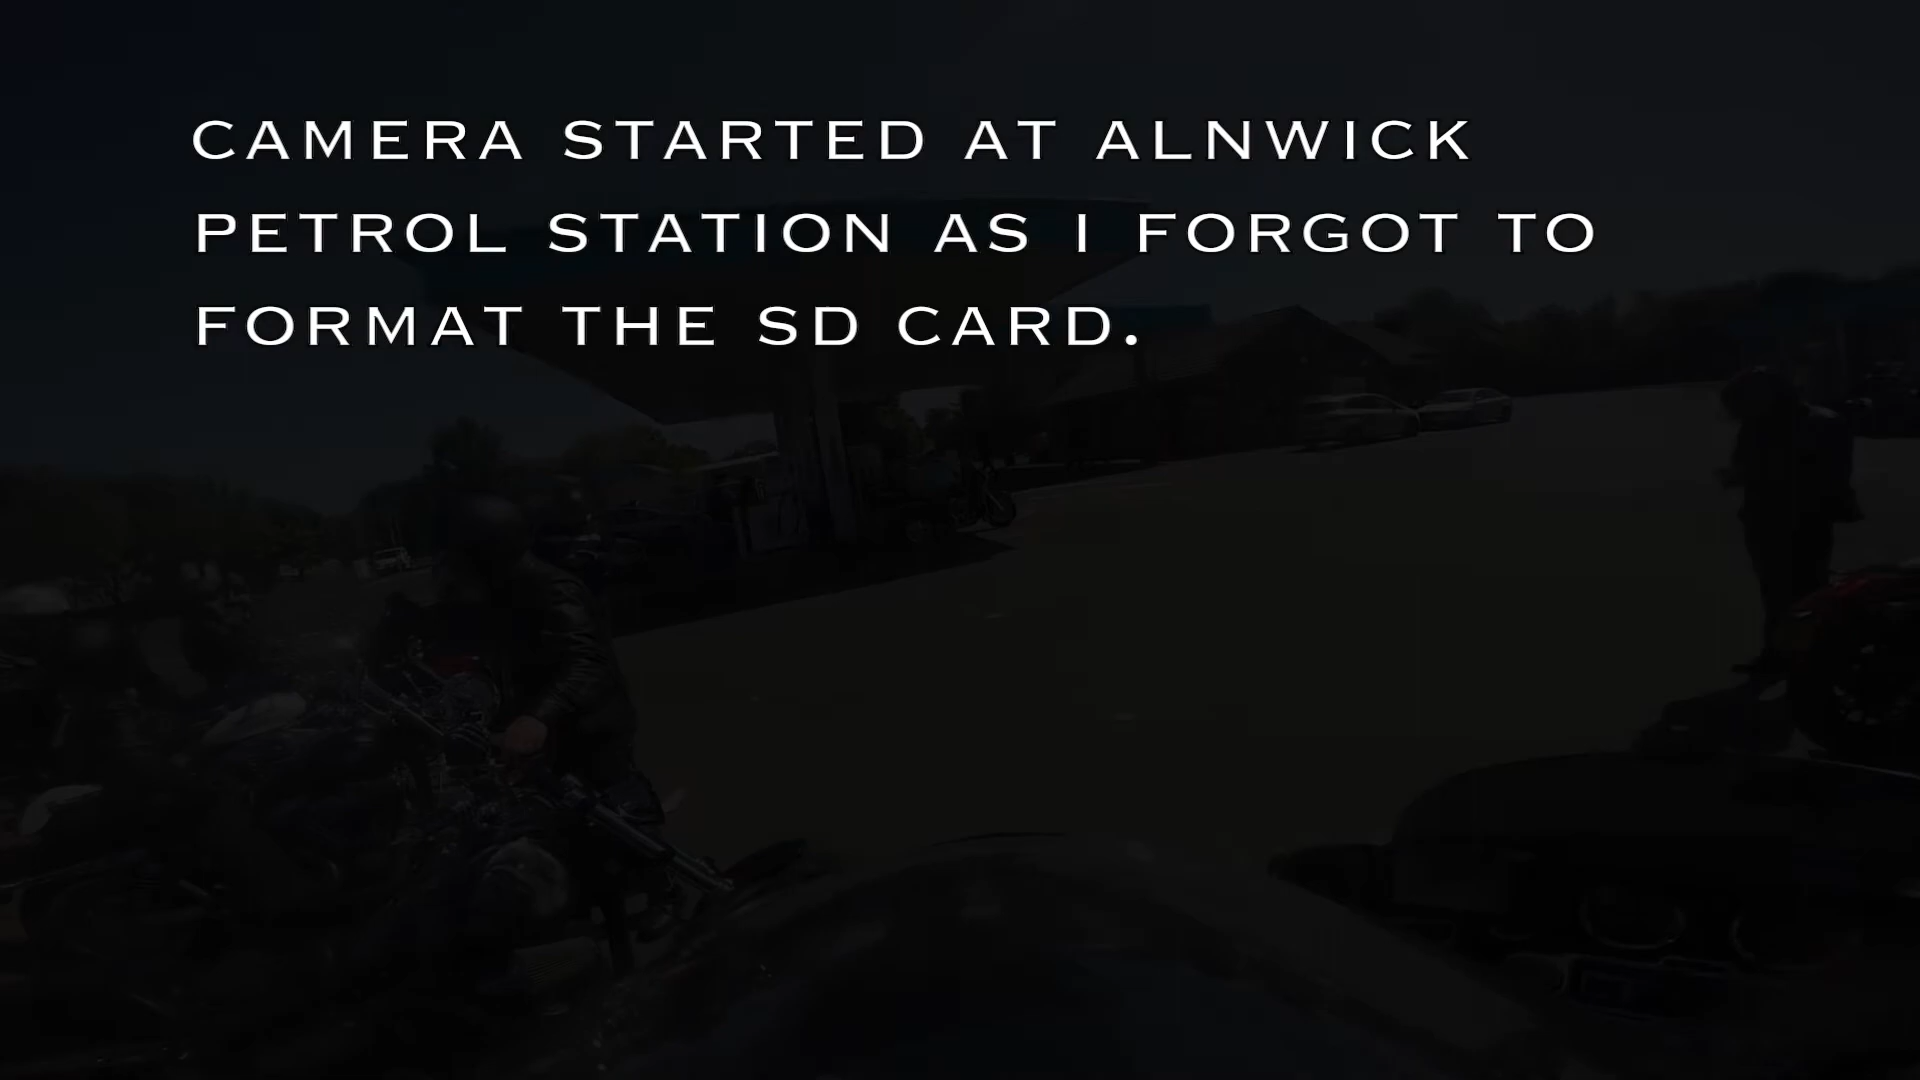 CAMERA STARTED AT ALNWICK
PETROL STATION AS I FORGOT TO
FORMAT THE SD CARD.